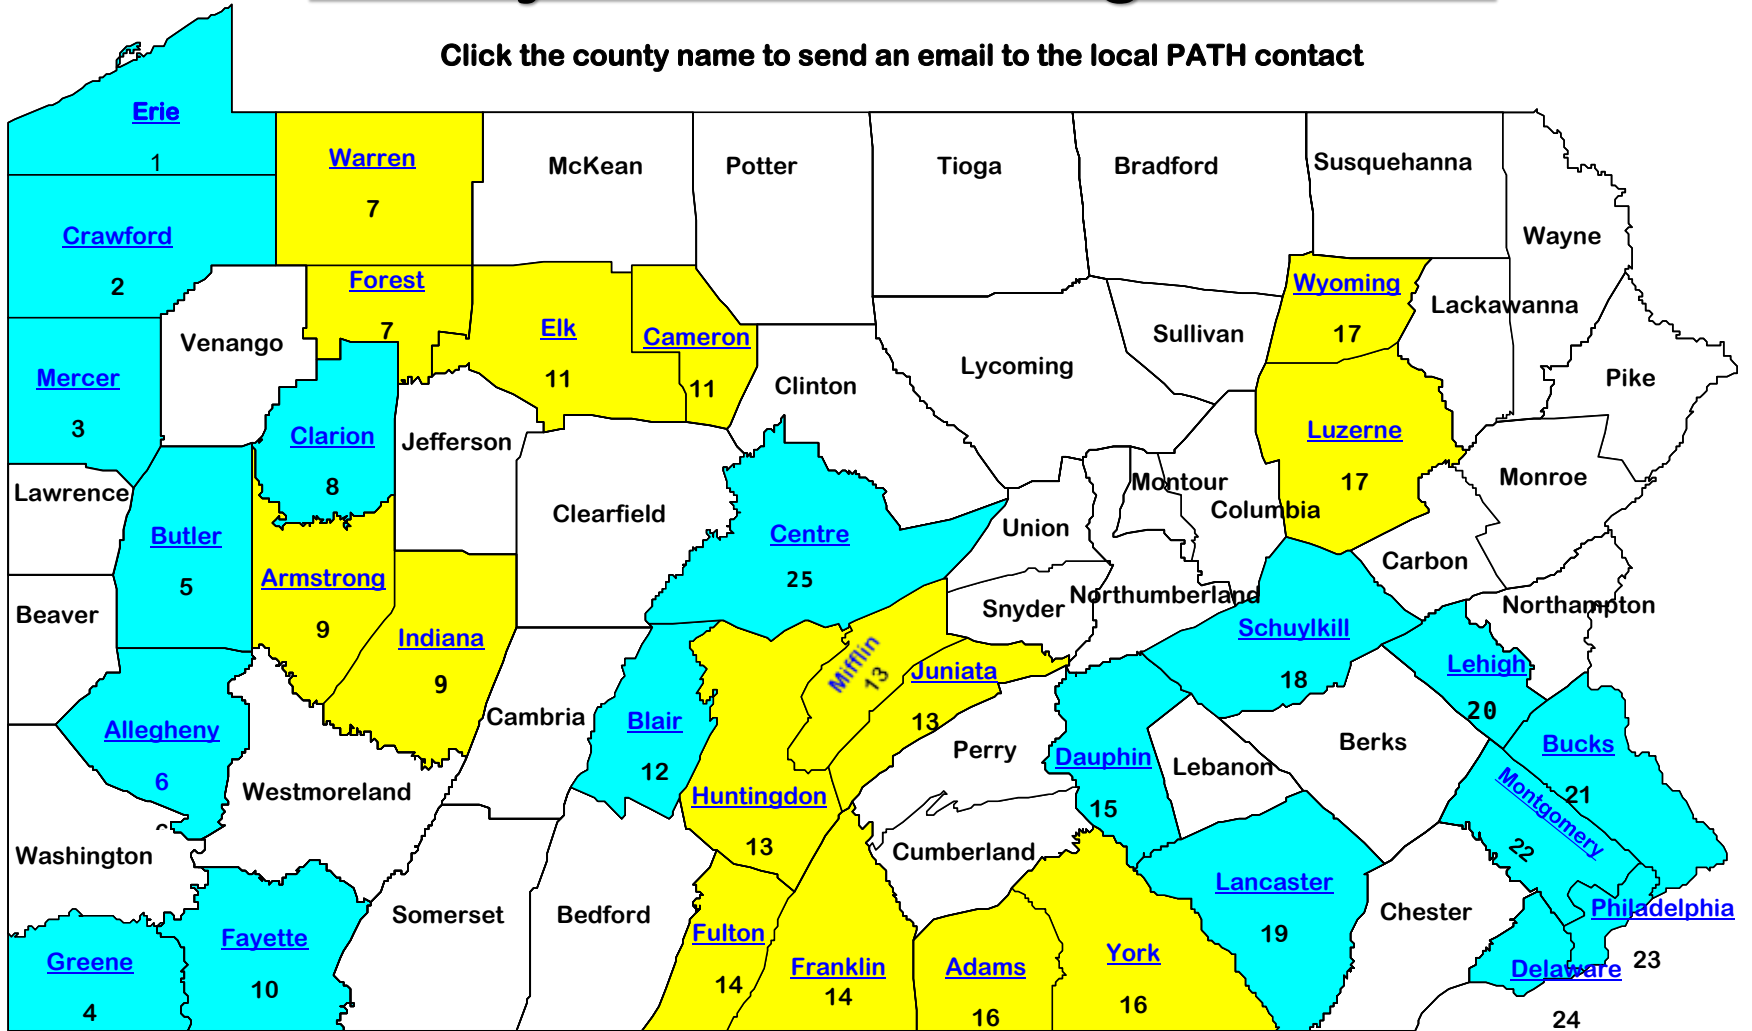 Click the county name to send an email to the local PATH contact
Erie
1
Warren
7
McKean
Potter
Tioga
Bradford
Susquehanna
Wayne
Crawford
2
Forest
7
Elk
11
Cameron
11
Wyoming
17
Lackawanna
Venango
Sullivan
Lycoming
Clinton
Pike
Mercer
3
Clarion
8
Jefferson
Luzerne
17
Monroe
Lawrence
Clearfield
Montour
Columbia
Union
Butler
5
Centre
25
Carbon
Armstrong
9
Beaver
Snyder
Northumberland
Northampton
Indiana
9
Schuylkill
18
Mifflin
13
Juniata
13
Lehigh
20
Allegheny
6
Cambria
Blair
12
Perry
Dauphin
15
Lebanon
Berks
Bucks
21
Westmoreland
Huntingdon
13
Montgomery
22
Washington
Cumberland
Lancaster
19
Somerset
Bedford
Chester
Philadelphia
23
Fulton
14
Fayette
10
Greene
4
Franklin
14
Adams
16
York
16
Delaware
24